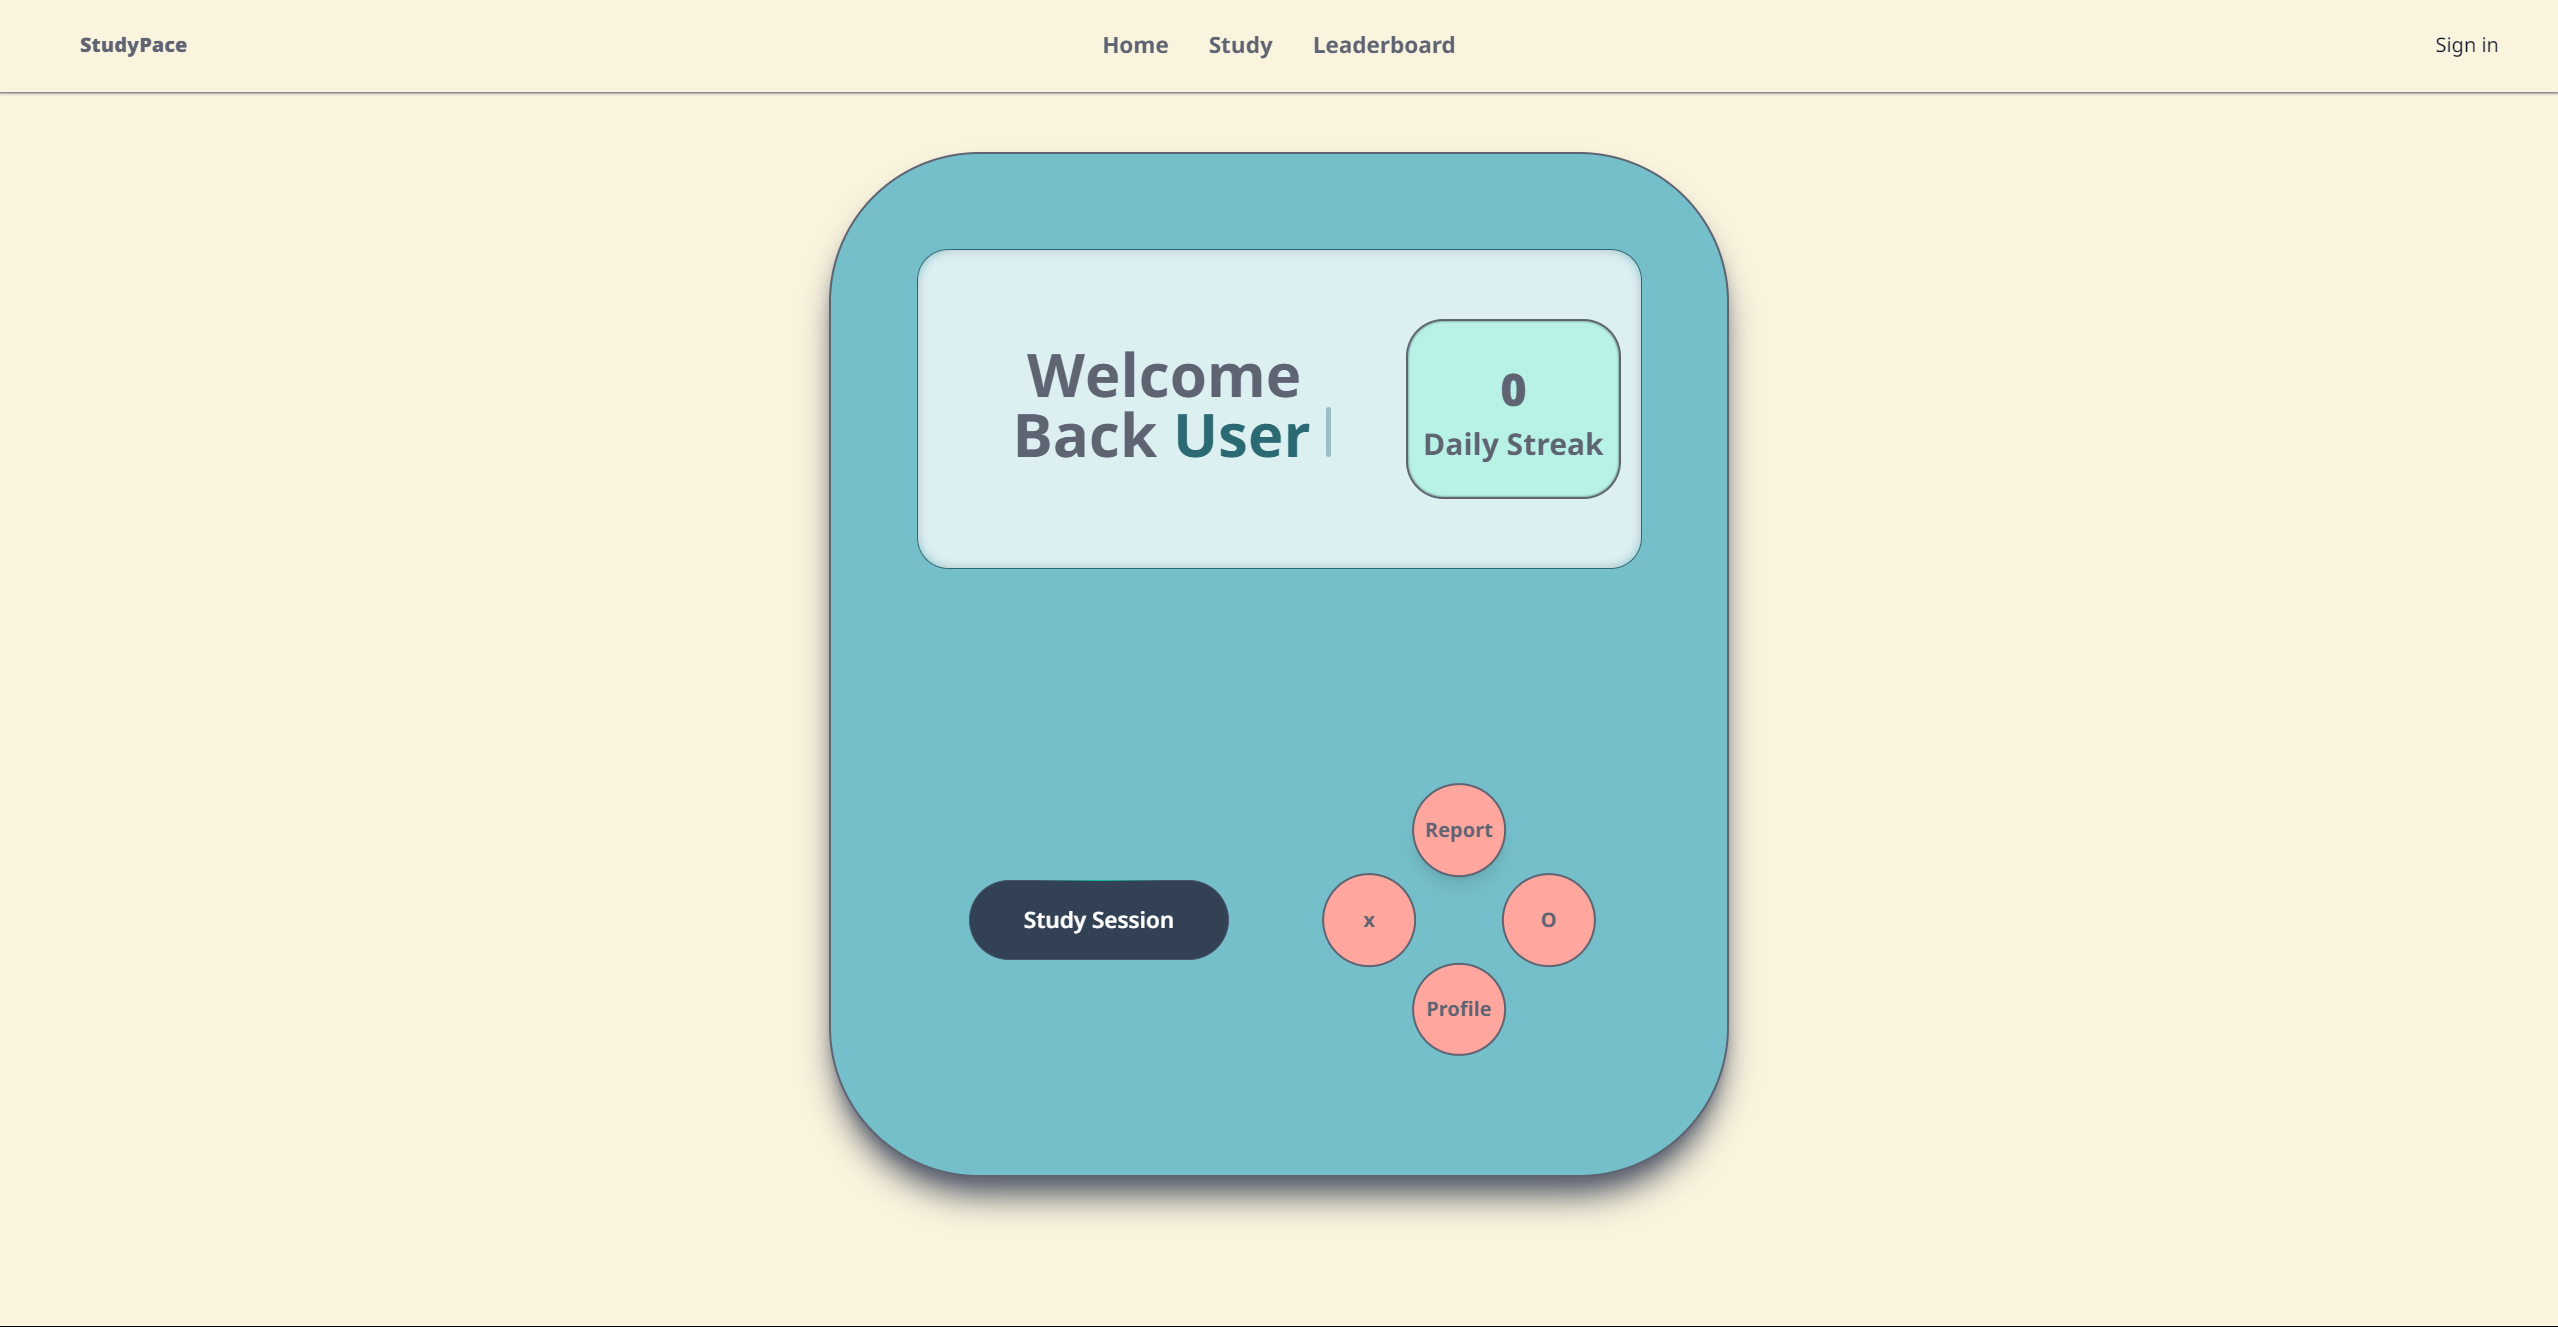 StudyPace
Home Study Leaderboard
Sign in
Welcome
Back User
0
Daily Streak
Report
Study Session
x
O
Profile